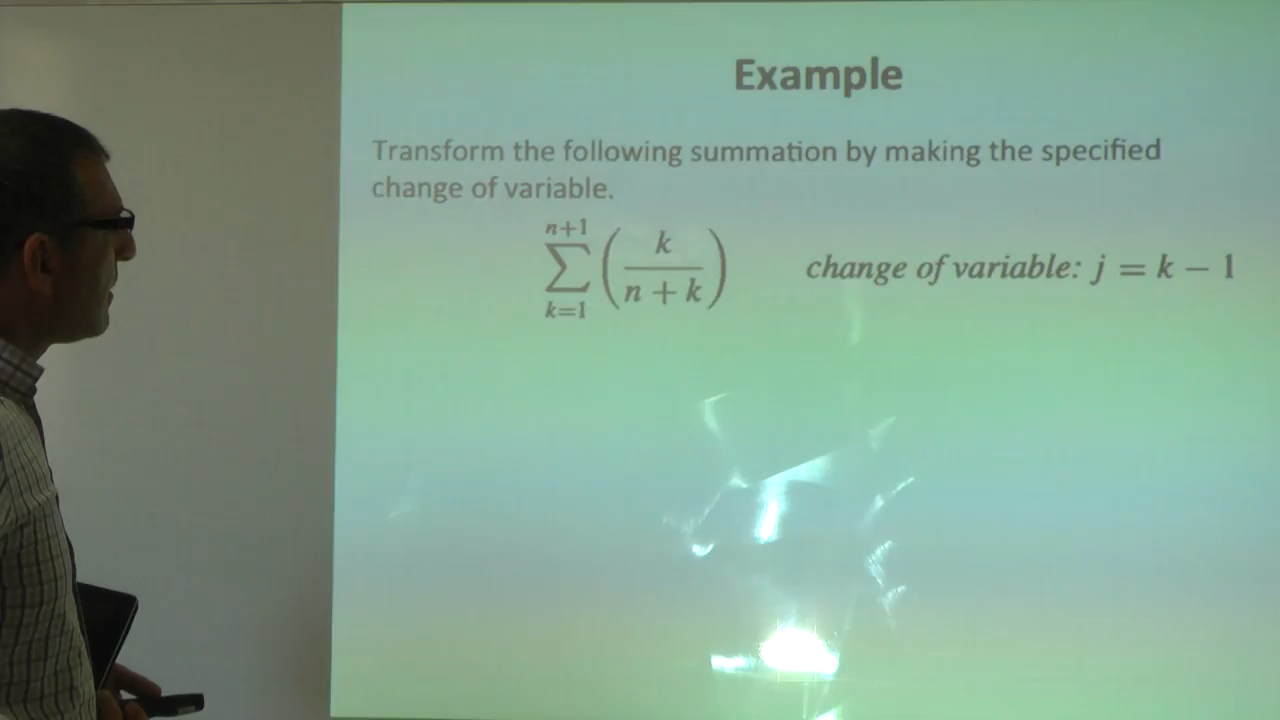 Example
Transform the following summation by making the specified
change of variable.
n+1
∑ ( k / n + k ) change of variable: j = k − 1
k=1